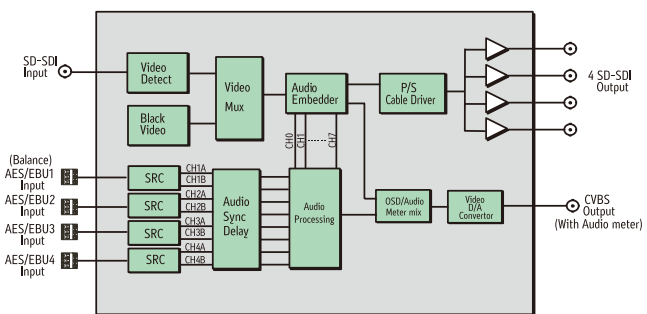 SD-SDI
Input
Video
Detect
Black
Video
Video
Mux
Audio
Embedder
P/S
Cable Driver
4 SD-SDI
Output
CH0
CH1
CH7
(Balance)
AES/EBU1
Input
AES/EBU2
Input
AES/EBU3
Input
AES/EBU4
Input
SRC
SRC
SRC
SRC
CH1A
CH1B
CH2A
CH2B
CH3A
CH3B
CH4A
CH4B
Audio
Sync
Delay
Audio
Processing
OSD/Audio
Meter mix
Video
D/A
Convertor
CVBS
Output
(With Audio meter)